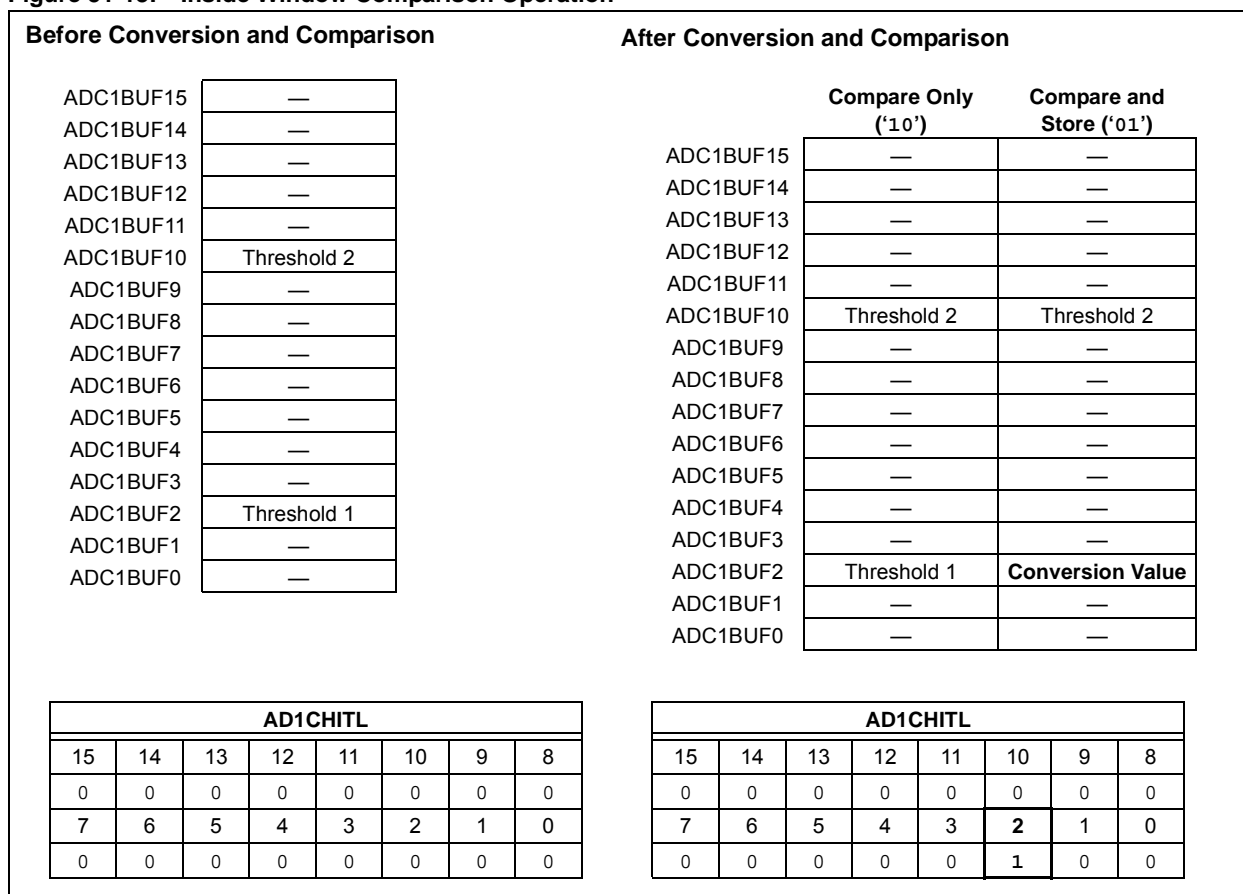 Before Conversion and Comparison
ADC1BUF15 —
ADC1BUF14 —
ADC1BUF13 —
ADC1BUF12 —
ADC1BUF11 —
ADC1BUF10 Threshold 2
ADC1BUF9 —
ADC1BUF8 —
ADC1BUF7 —
ADC1BUF6 —
ADC1BUF5 —
ADC1BUF4 —
ADC1BUF3 —
ADC1BUF2 Threshold 1
ADC1BUF1 —
ADC1BUF0 —
After Conversion and Comparison
Compare Only Compare and
(‘10’) Store (‘01’)
ADC1BUF15 — —
ADC1BUF14 — —
ADC1BUF13 — —
ADC1BUF12 — —
ADC1BUF11 — —
ADC1BUF10 Threshold 2 Threshold 2
ADC1BUF9 — —
ADC1BUF8 — —
ADC1BUF7 — —
ADC1BUF6 — —
ADC1BUF5 — —
ADC1BUF4 — —
ADC1BUF3 — —
ADC1BUF2 Threshold 1 Conversion Value
ADC1BUF1 — —
ADC1BUF0 — —
AD1CHITL
15 14 13 12 11 10 9 8
0 0 0 0 0 0 0 0
7 6 5 4 3 2 1 0
0 0 0 0 0 0 0 0
AD1CHITL
15 14 13 12 11 10 9 8
0 0 0 0 0 0 0 0
7 6 5 4 3 2 1 0
0 0 0 0 0 1 0 0